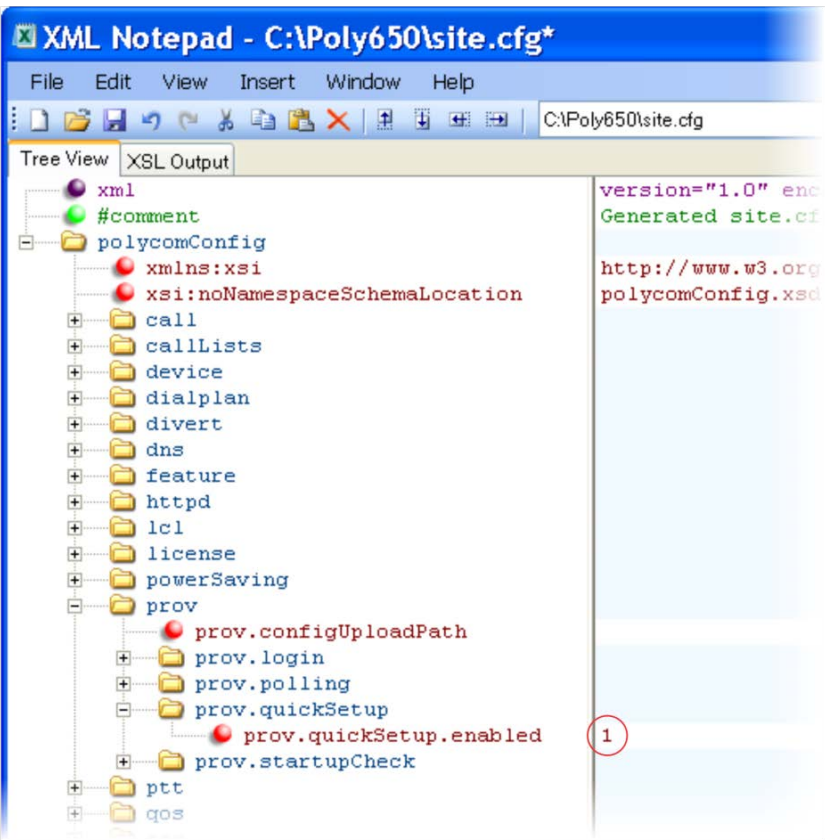 XML Notepad - C:\Poly650\site.cfg*
File Edit View Insert Window Help
C:\Poly650\site.cfg
Tree View XSL Output
xml version="1.0" enc
#comment Generated site.cf
polycomConfig
xmlns:xsi http://www.w3.org
xsi:noNamespaceSchemaLocation polycomConfig.xsd
call
callLists
device
dialplan
divert
dns
feature
httpd
lcl
license
powerSaving
prov
prov.configUploadPath
prov.login
prov.polling
prov.quickSetup
prov.quickSetup.enabled 1
prov.startupCheck
ptt
qos